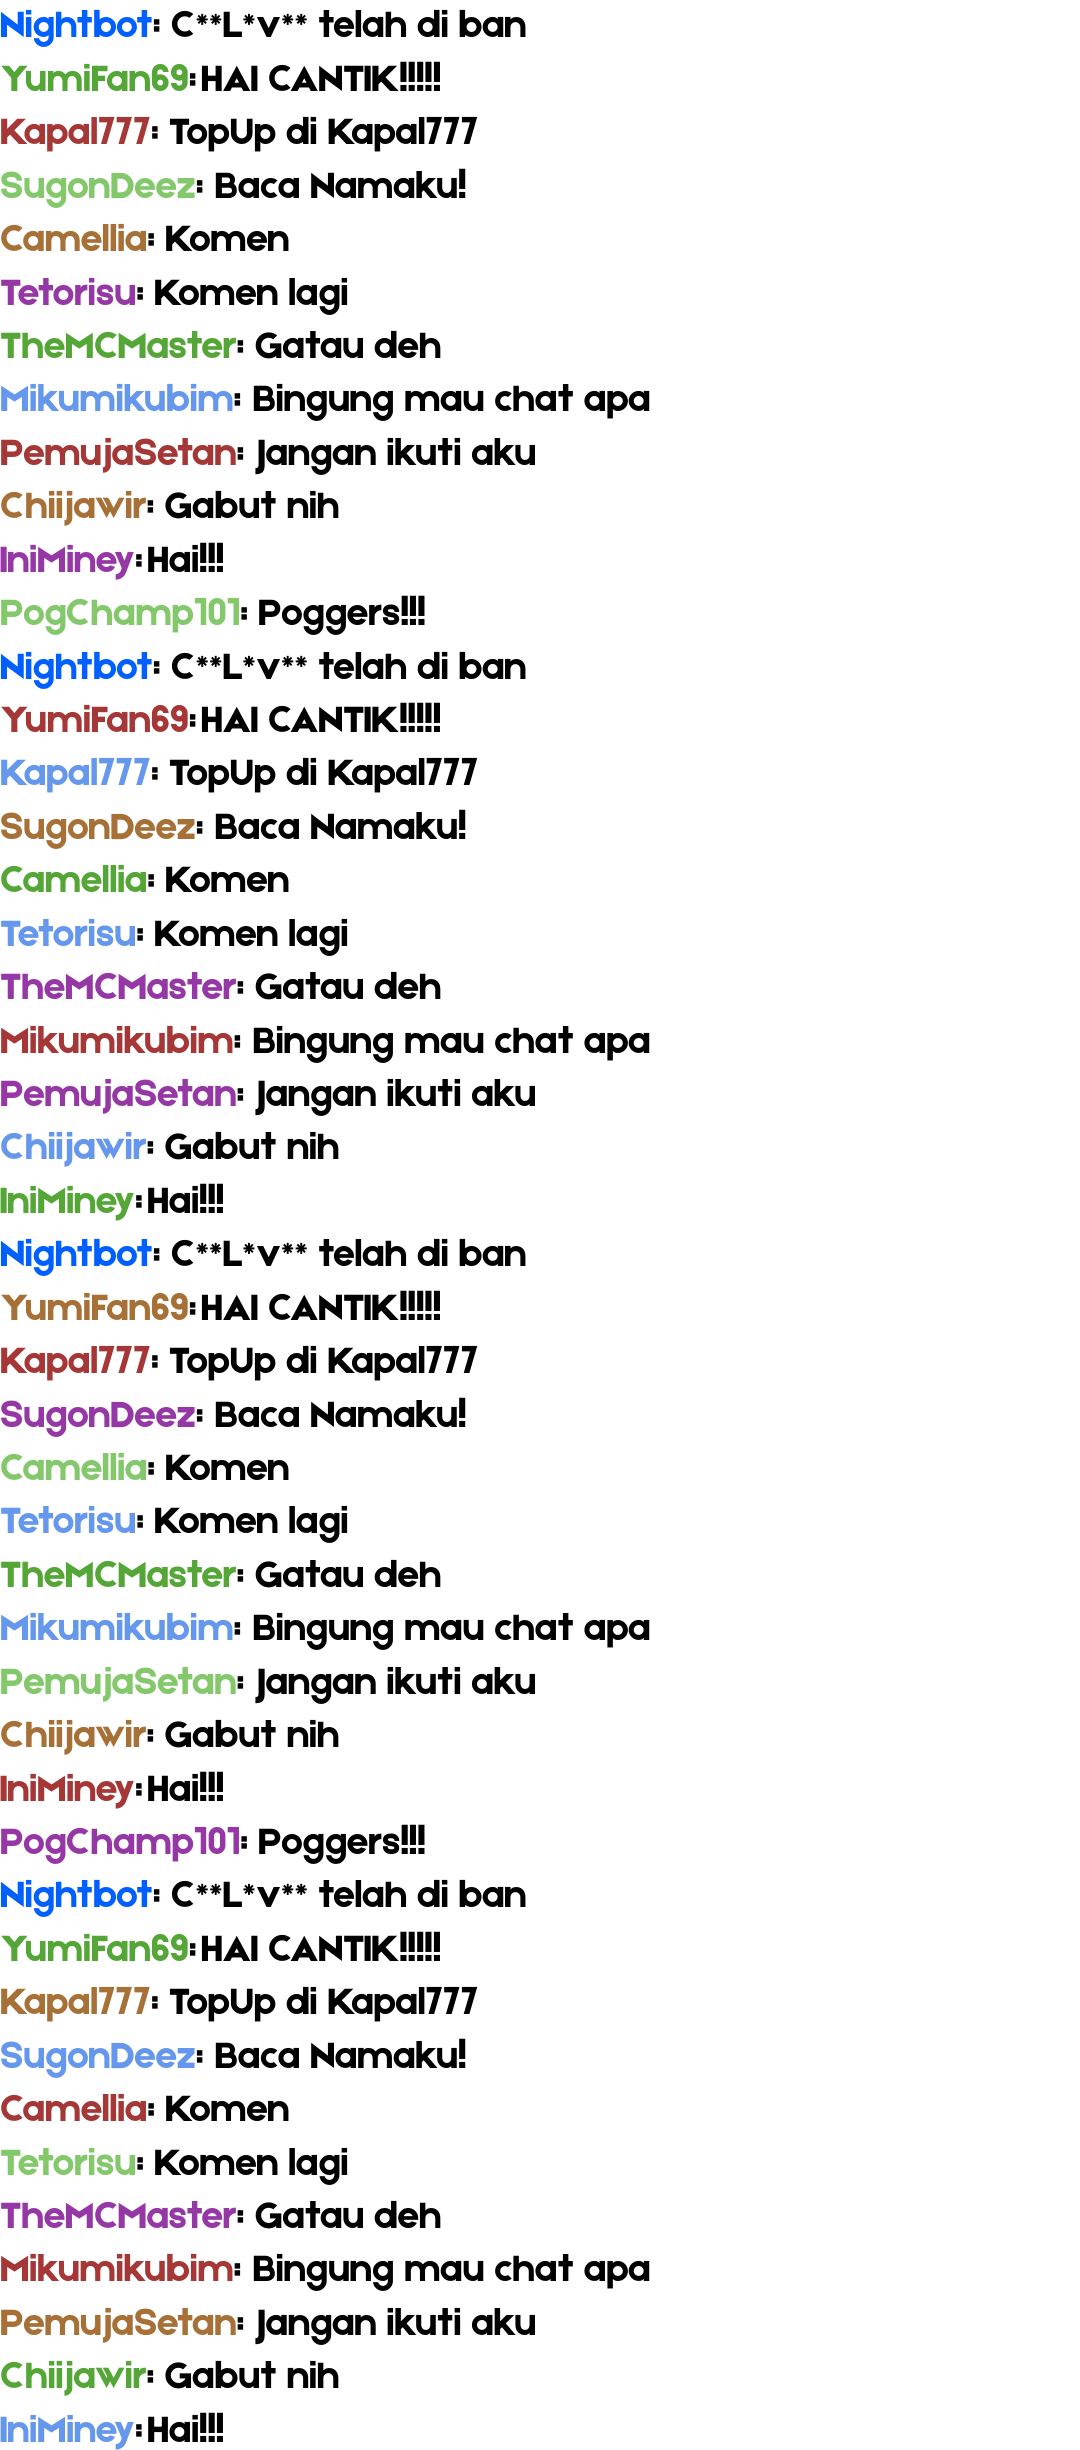 Nightbot: C**L*v** telah di ban
YumiFan69: HAI CANTIK!!!!!
Kapal777: TopUp di Kapal777
SugonDeez: Baca Namaku!
Camellia: Komen
Tetorisu: Komen lagi
TheMCMaster: Gatau deh
Mikumikubim: Bingung mau chat apa
PemujaSetan: Jangan ikuti aku
Chiijawir: Gabut nih
IniMiney: Hai!!!
PogChamp101: Poggers!!!
Nightbot: C**L*v** telah di ban
YumiFan69: HAI CANTIK!!!!!
Kapal777: TopUp di Kapal777
SugonDeez: Baca Namaku!
Camellia: Komen
Tetorisu: Komen lagi
TheMCMaster: Gatau deh
Mikumikubim: Bingung mau chat apa
PemujaSetan: Jangan ikuti aku
Chiijawir: Gabut nih
IniMiney: Hai!!!
Nightbot: C**L*v** telah di ban
YumiFan69: HAI CANTIK!!!!!
Kapal777: TopUp di Kapal777
SugonDeez: Baca Namaku!
Camellia: Komen
Tetorisu: Komen lagi
TheMCMaster: Gatau deh
Mikumikubim: Bingung mau chat apa
PemujaSetan: Jangan ikuti aku
Chiijawir: Gabut nih
IniMiney: Hai!!!
PogChamp101: Poggers!!!
Nightbot: C**L*v** telah di ban
YumiFan69: HAI CANTIK!!!!!
Kapal777: TopUp di Kapal777
SugonDeez: Baca Namaku!
Camellia: Komen
Tetorisu: Komen lagi
TheMCMaster: Gatau deh
Mikumikubim: Bingung mau chat apa
PemujaSetan: Jangan ikuti aku
Chiijawir: Gabut nih
IniMiney: Hai!!!